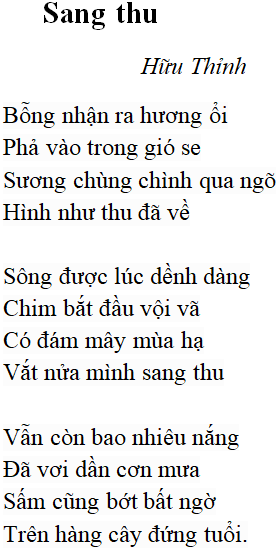 Sang thu
Hữu Thỉnh
Bỗng nhận ra hương ổi
Phả vào trong gió se
Sương chùng chình qua ngõ
Hình như thu đã về
Sông được lúc dềnh dàng
Chim bắt đầu vội vã
Có đám mây mùa hạ
Vắt nửa mình sang thu
Vẫn còn bao nhiêu nắng
Đã vơi dần cơn mưa
Sấm cũng bớt bất ngờ
Trên hàng cây đứng tuổi.